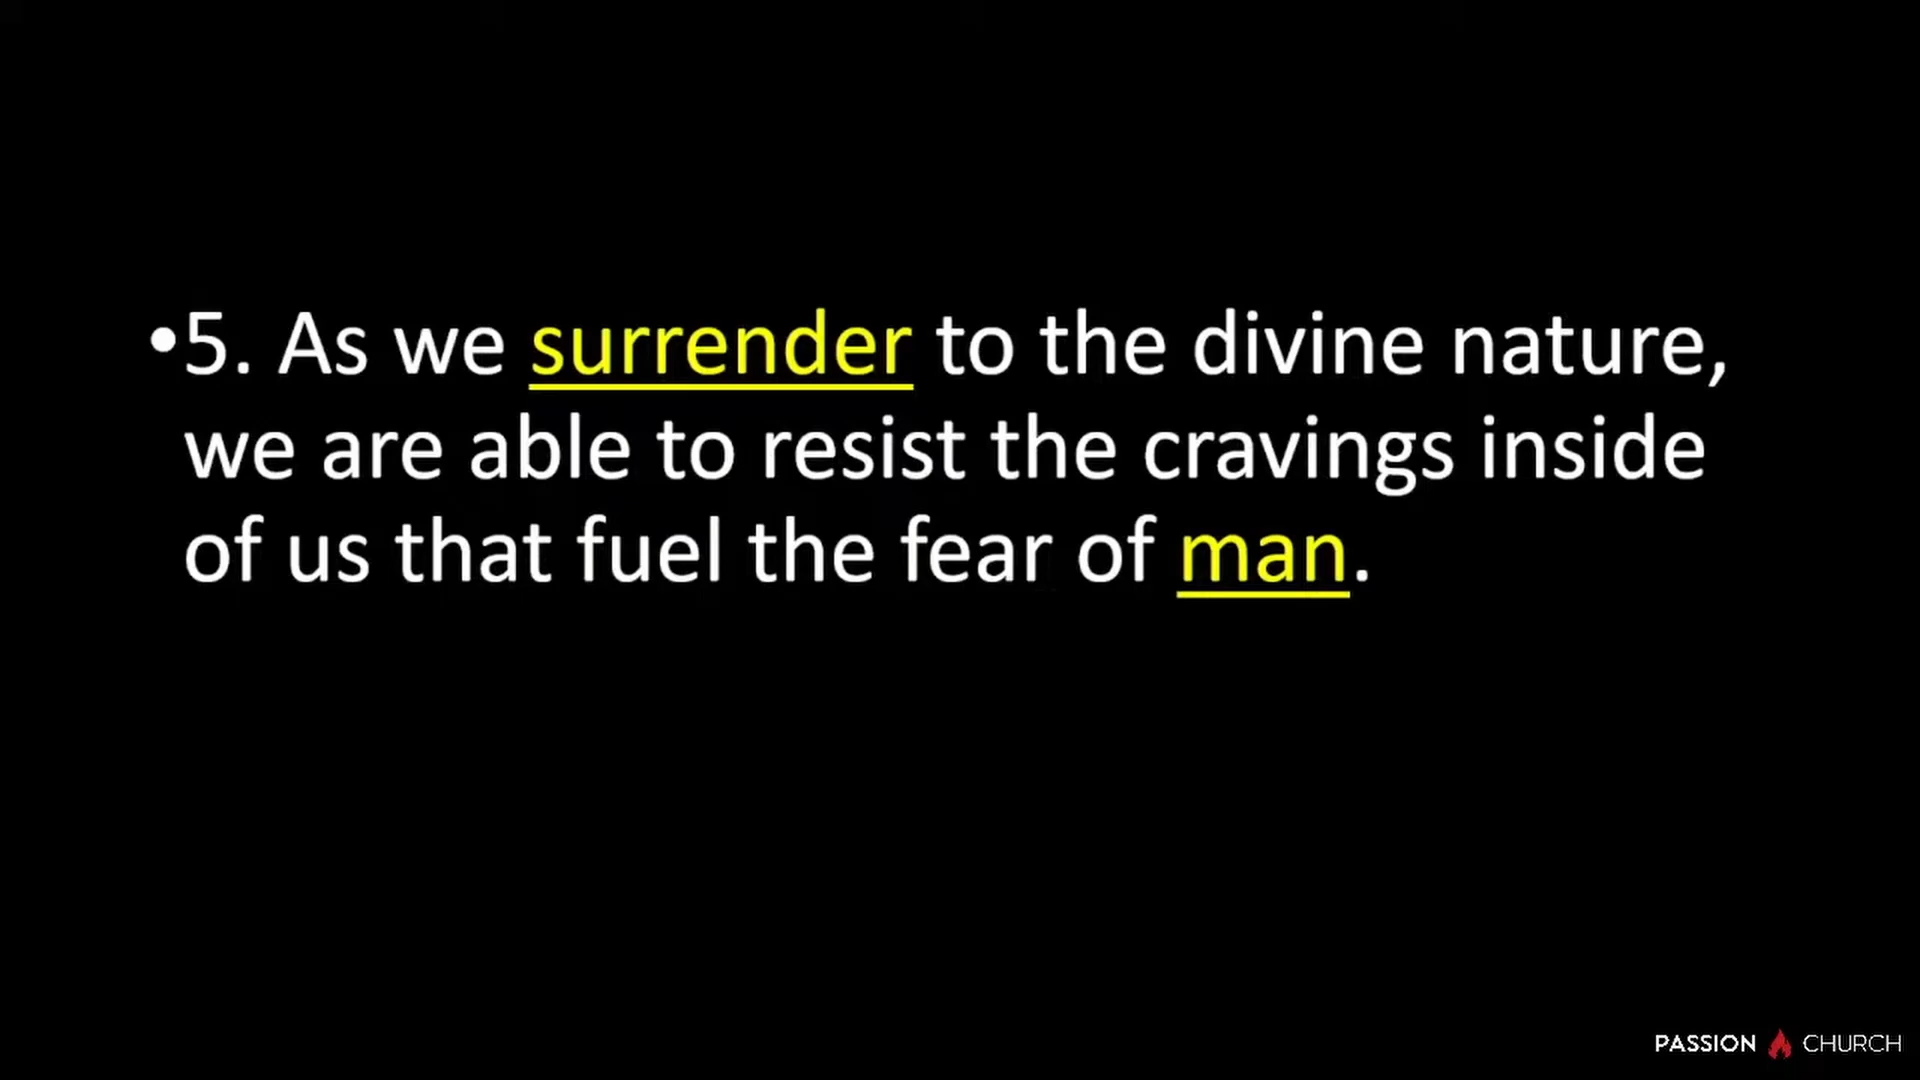 •5. As we surrender to the divine nature,
we are able to resist the cravings inside
of us that fuel the fear of man.
PASSION CHURCH